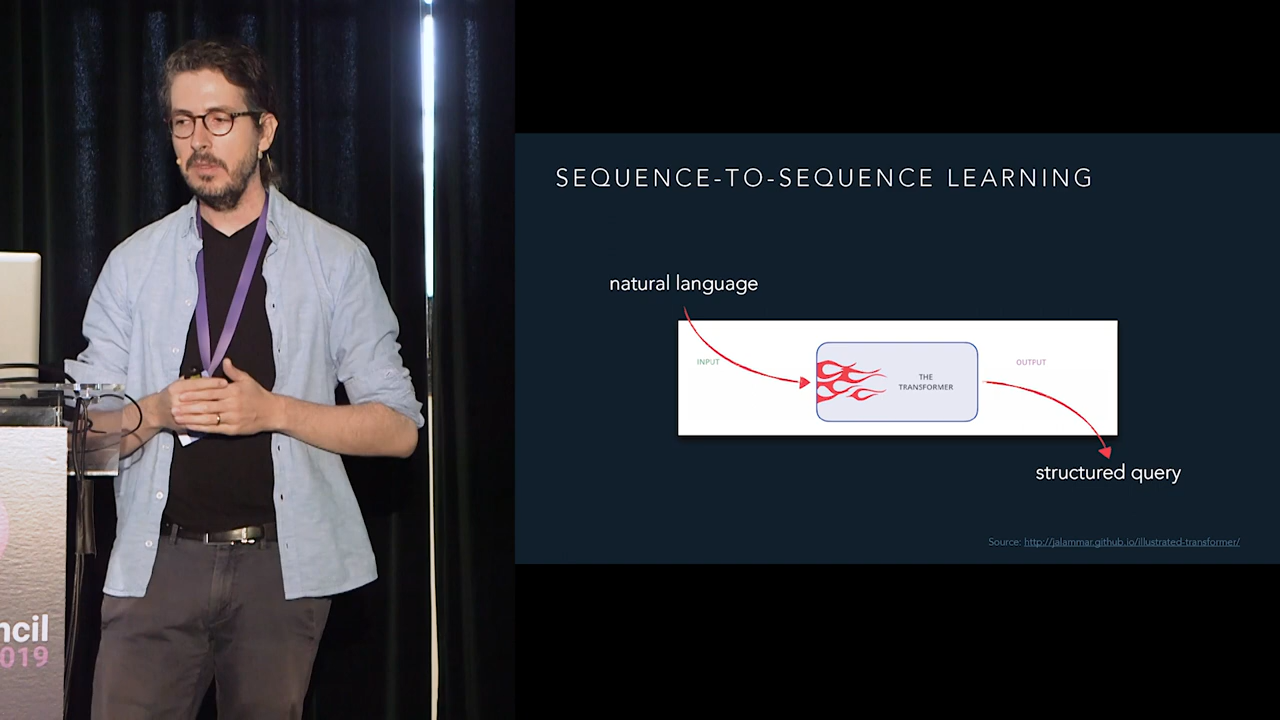 SEQUENCE-TO-SEQUENCE LEARNING
natural language
INPUT
THE
TRANSFORMER
OUTPUT
structured query
Source: http://jalammar.github.io/illustrated-transformer/
ncil
019